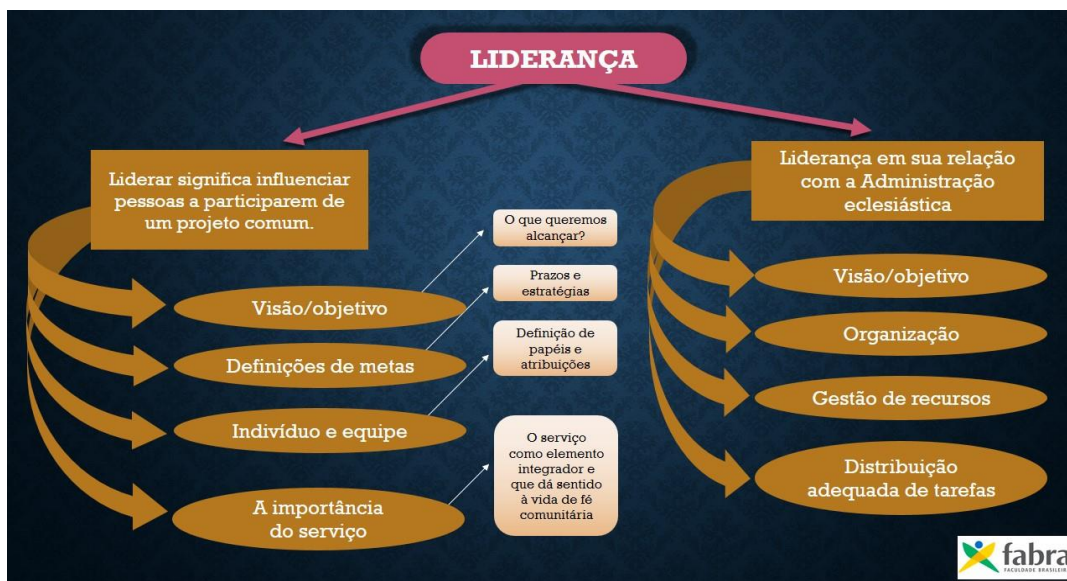 LIDERANÇA
Liderar significa influenciar
pessoas a participarem de
um projeto comum.
Visão/objetivo
Definições de metas
Indivíduo e equipe
A importância
do serviço
O que queremos
alcançar?
Prazos e
estratégias
Definição de
papéis e
atribuições
O serviço
como elemento
integrador e
que dá sentido
à vida de fé
comunitária
Liderança em sua relação
com a Administração
eclesiástica
Visão/objetivo
Organização
Gestão de recursos
Distribuição
adequada de tarefas
fabra
FACULDADE BRASILEIR